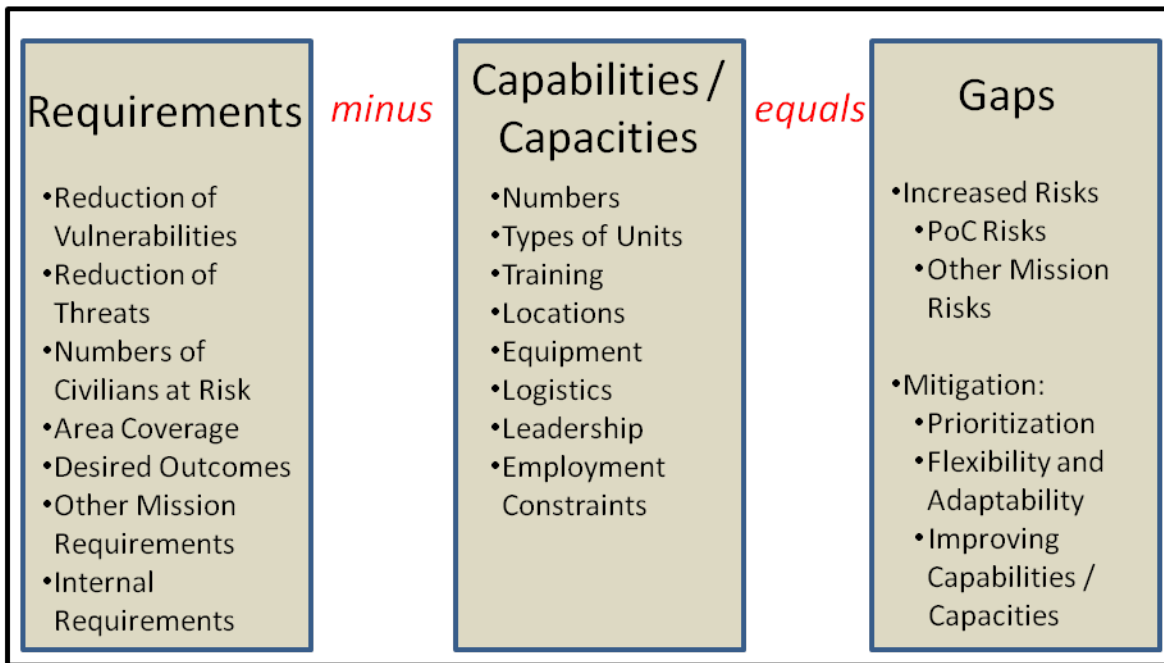 Requirements
•Reduction of
Vulnerabilities
•Reduction of
Threats
•Numbers of
Civilians at Risk
•Area Coverage
•Desired Outcomes
•Other Mission
Requirements
•Internal
Requirements
minus
Capabilities /
Capacities
•Numbers
•Types of Units
•Training
•Locations
•Equipment
•Logistics
•Leadership
•Employment
Constraints
equals
Gaps
•Increased Risks
•PoC Risks
•Other Mission
Risks
•Mitigation:
•Prioritization
•Flexibility and
Adaptability
•Improving
Capabilities /
Capacities